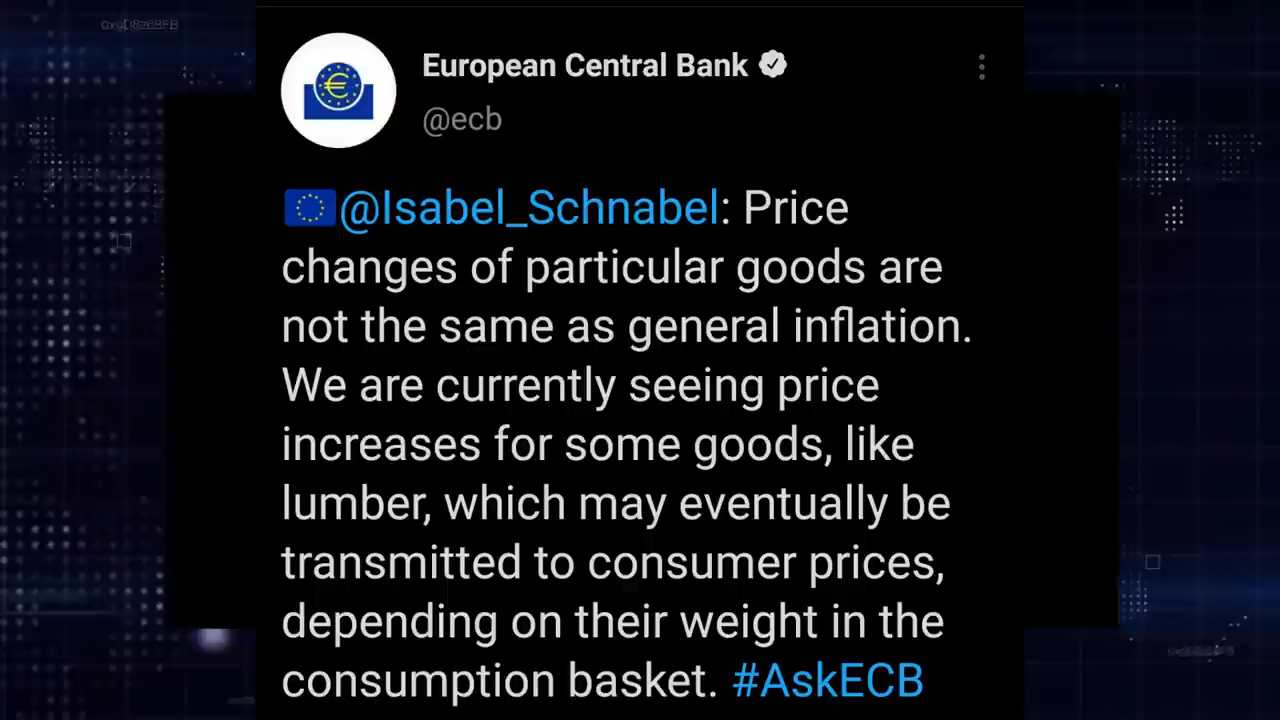 European Central Bank
@ecb
🇪🇺@Isabel_Schnabel: Price
changes of particular goods are
not the same as general inflation.
We are currently seeing price
increases for some goods, like
lumber, which may eventually be
transmitted to consumer prices,
depending on their weight in the
consumption basket. #AskECB